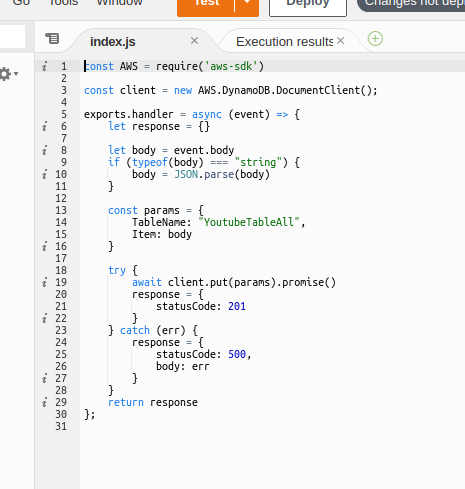 Go Tools Window
Test Deploy Changes not dep
index.js × Execution results ×
i 1 const AWS = require('aws-sdk')
2
3 const client = new AWS.DynamoDB.DocumentClient();
4
5 exports.handler = async (event) => {
i 6 let response = {}
7
i 8 let body = event.body
9 if (typeof(body) === "string") {
i 10 body = JSON.parse(body)
11 }
12
13 const params = {
14 TableName: "YoutubeTableAll",
15 Item: body
i 16 }
17
18 try {
i 19 await client.put(params).promise()
20 response = {
21 statusCode: 201
i 22 }
23 } catch (err) {
24 response = {
25 statusCode: 500,
26 body: err
i 27 }
28 }
i 29 return response
30 };
31